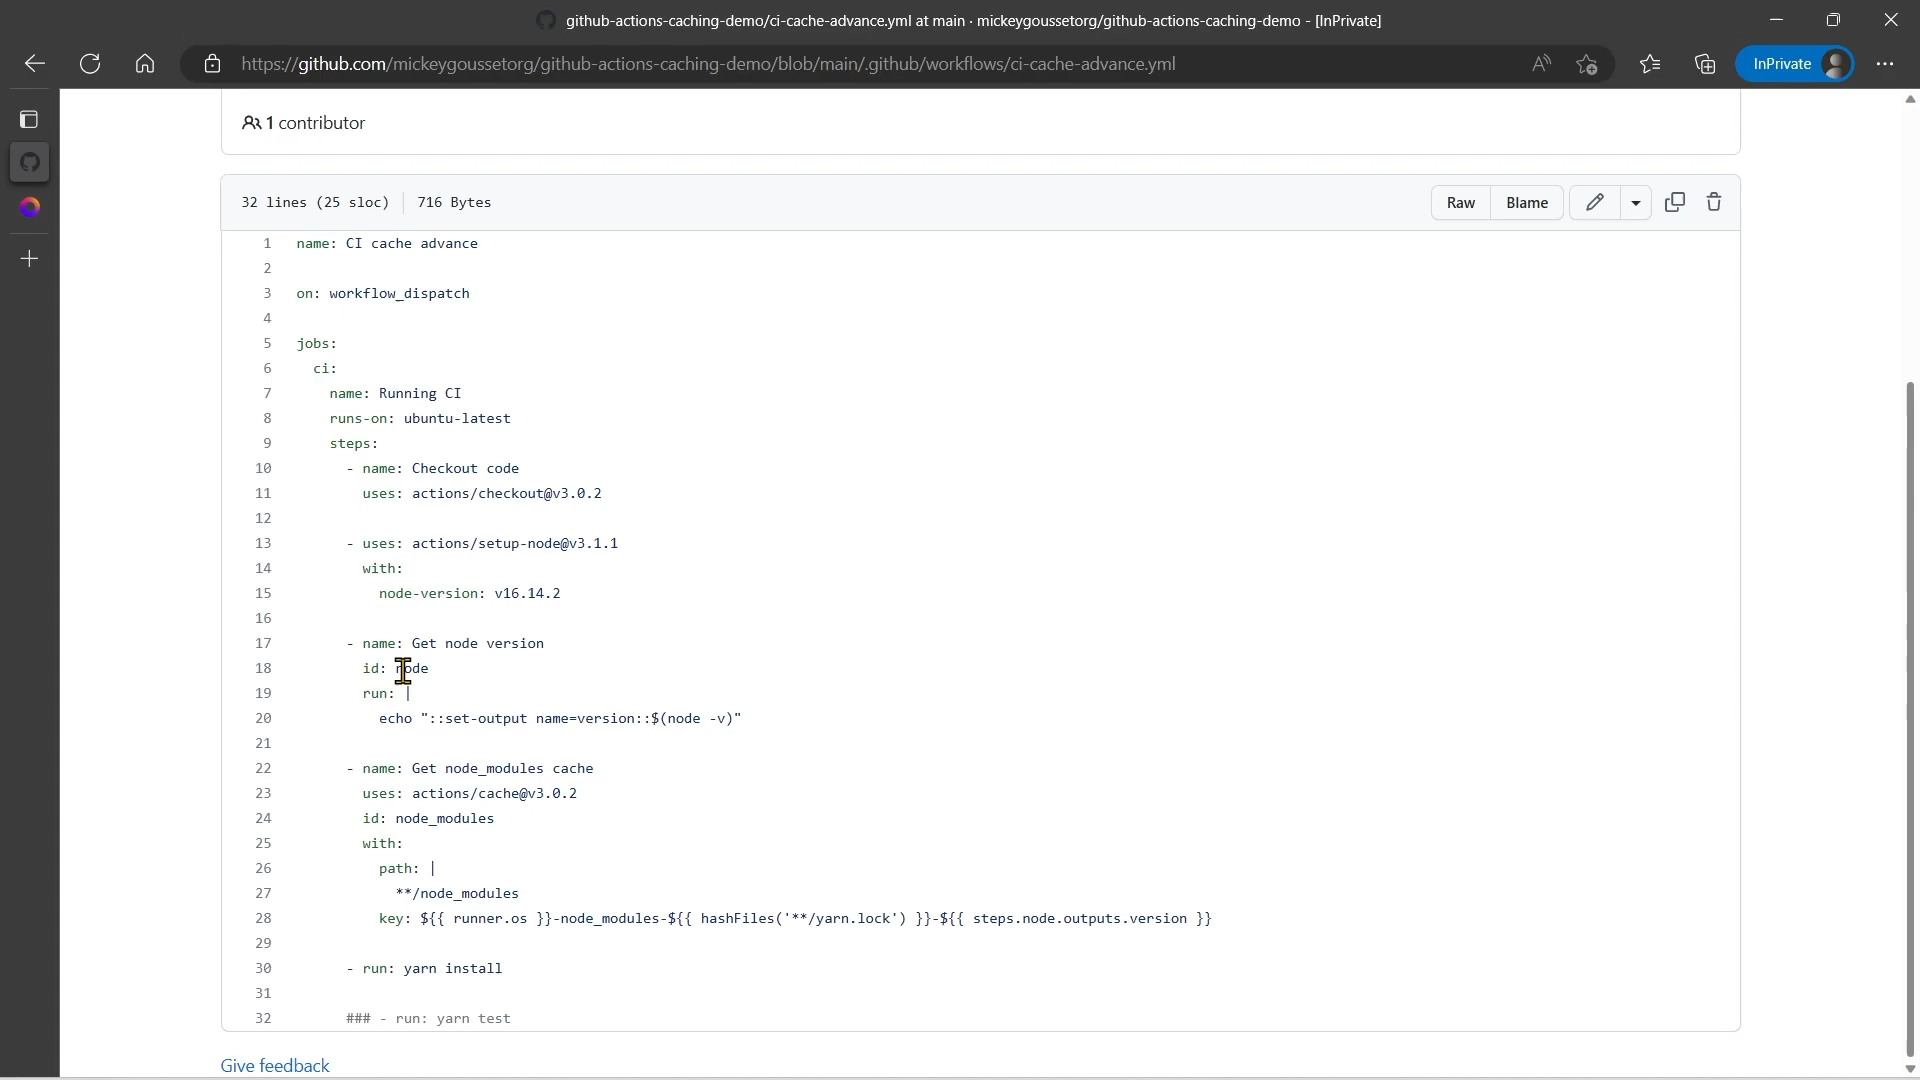 github-actions-caching-demo/ci-cache-advance.yml at main · mickeygoussetorg/github-actions-caching-demo - [InPrivate]
https://github.com/mickeygoussetorg/github-actions-caching-demo/blob/main/.github/workflows/ci-cache-advance.yml
InPrivate
1 contributor
32 lines (25 sloc) 716 Bytes
Raw Blame
1 name: CI cache advance
2
3 on: workflow_dispatch
4
5 jobs:
6 ci:
7 name: Running CI
8 runs-on: ubuntu-latest
9 steps:
10 - name: Checkout code
11 uses: actions/checkout@v3.0.2
12
13 - uses: actions/setup-node@v3.1.1
14 with:
15 node-version: v16.14.2
16
17 - name: Get node version
18 id: node
19 run: |
20 echo "::set-output name=version::$(node -v)"
21
22 - name: Get node_modules cache
23 uses: actions/cache@v3.0.2
24 id: node_modules
25 with:
26 path: |
27 **/node_modules
28 key: ${{ runner.os }}-node_modules-${{ hashFiles('**/yarn.lock') }}-${{ steps.node.outputs.version }}
29
30 - run: yarn install
31
32 ### - run: yarn test
Give feedback